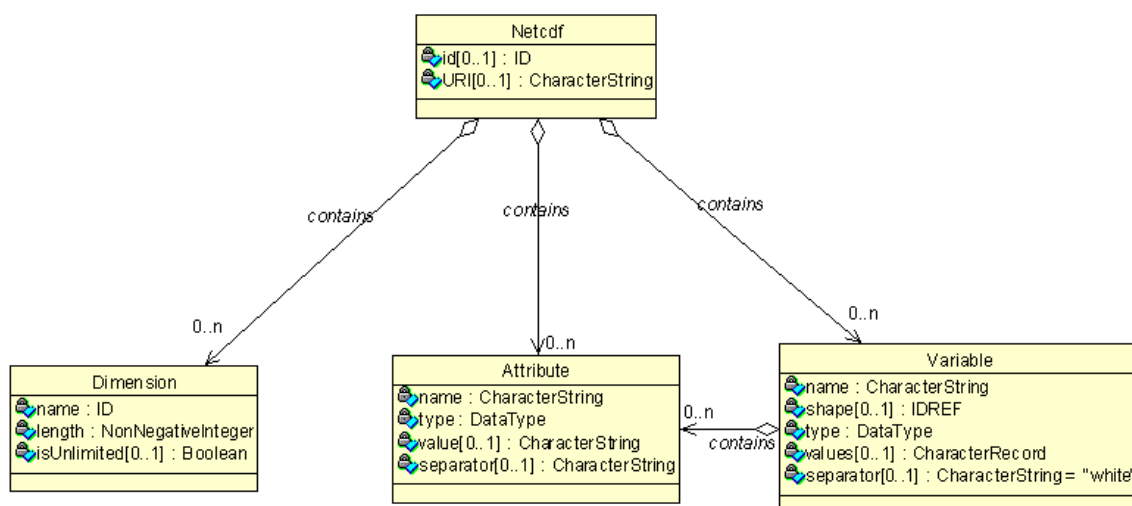 Netcdf
id[0..1] : ID
URI[0..1] : CharacterString
contains
contains
contains
0..n
0..n
0..n
Dimension
name : ID
length : NonNegativeInteger
isUnlimited[0..1] : Boolean
Attribute
name : CharacterString
type : DataType
value[0..1] : CharacterString
separator[0..1] : CharacterString
0..n
contains
Variable
name : CharacterString
shape[0..1] : IDREF
type : DataType
values[0..1] : CharacterRecord
separator[0..1] : CharacterString = "white"